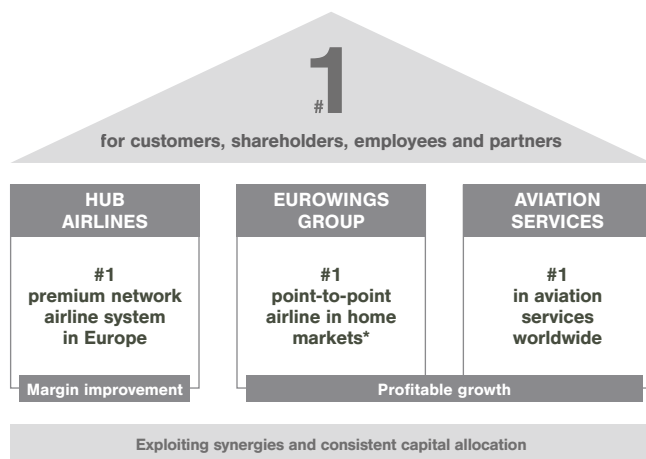 #1
for customers, shareholders, employees and partners
HUB
AIRLINES
#1
premium network
airline system
in Europe
Margin improvement
EUROWINGS
GROUP
#1
point-to-point
airline in home
markets*
AVIATION
SERVICES
#1
in aviation
services
worldwide
Profitable growth
Exploiting synergies and consistent capital allocation